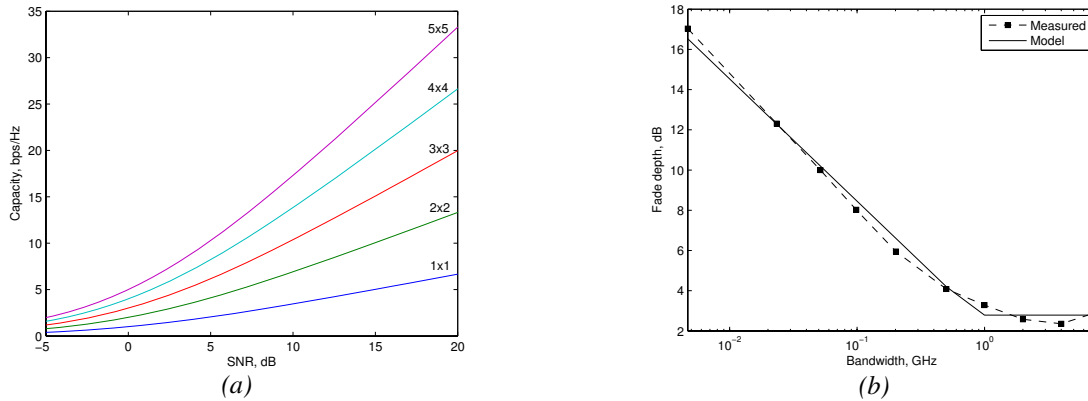 35
30
25
20
15
10
5
0
−5 0 5 10 15 20
Capacity, bps/Hz
SNR, dB
5x5
4x4
3x3
2x2
1x1
(a)
18
16
14
12
10
8
6
4
2
10⁻² 10⁻¹ 10⁰
Fade depth, dB
Bandwidth, GHz
Measured
Model
(b)